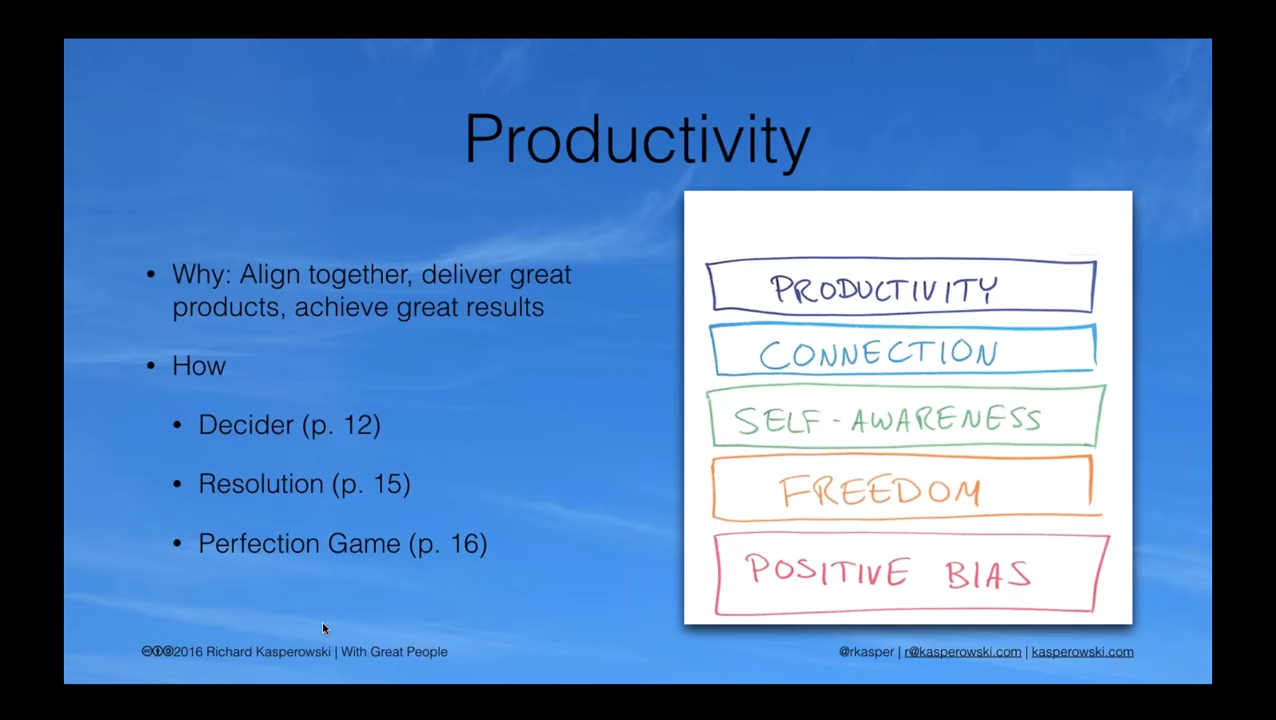 Productivity
• Why: Align together, deliver great
products, achieve great results
• How
• Decider (p. 12)
• Resolution (p. 15)
• Perfection Game (p. 16)
PRODUCTIVITY
CONNECTION
SELF-AWARENESS
FREEDOM
POSITIVE BIAS
2016 Richard Kasperowski | With Great People
@rkasper | r@kasperowski.com | kasperowski.com